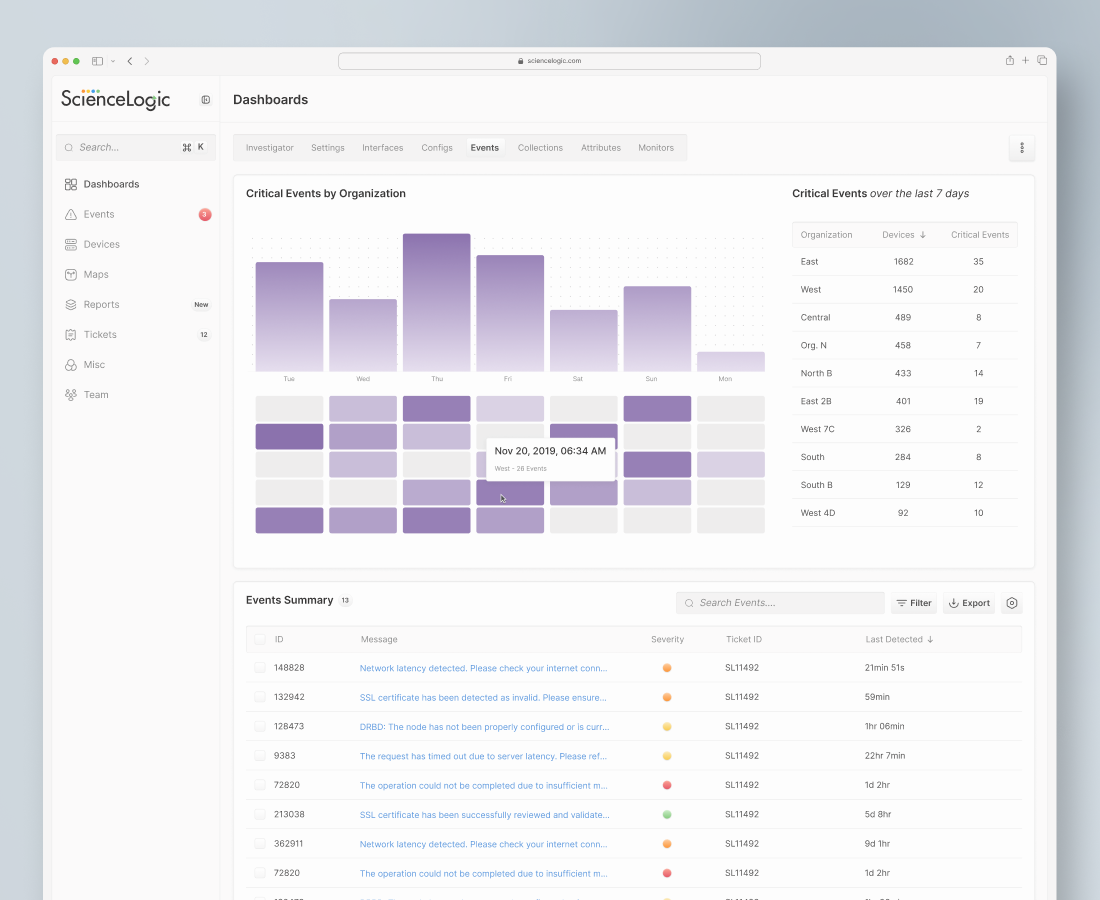 sciencelogic.com
ScienceLogic
Dashboards
Search...
⌘ K
Dashboards
Events
3
Devices
Maps
Reports
New
Tickets
12
Misc
Team
Investigator
Settings
Interfaces
Configs
Events
Collections
Attributes
Monitors
Critical Events by Organization
Tue Wed Thu Fri Sat Sun Mon
Nov 20, 2019, 06:34 AM
West - 28 Events
Critical Events over the last 7 days
Organization Devices ↓ Critical Events
East 1682 35
West 1450 20
Central 489 8
Org. N 458 7
North B 433 14
East 2B 401 19
West 7C 326 2
South 284 8
South B 129 12
West 4D 92 10
Events Summary 13
Search Events....
Filter
Export
ID Message Severity Ticket ID Last Detected ↓
148828 Network latency detected. Please check your internet conn... SL11492 21min 51s
132942 SSL certificate has been detected as invalid. Please ensure... SL11492 59min
128473 DRBD: The node has not been properly configured or is curr... SL11492 1hr 06min
9383 The request has timed out due to server latency. Please ref... SL11492 22hr 7min
72820 The operation could not be completed due to insufficient m... SL11492 1d 2hr
213038 SSL certificate has been successfully reviewed and validate... SL11492 5d 8hr
362911 Network latency detected. Please check your internet conn... SL11492 9d 1hr
72820 The operation could not be completed due to insufficient m... SL11492 1d 2hr